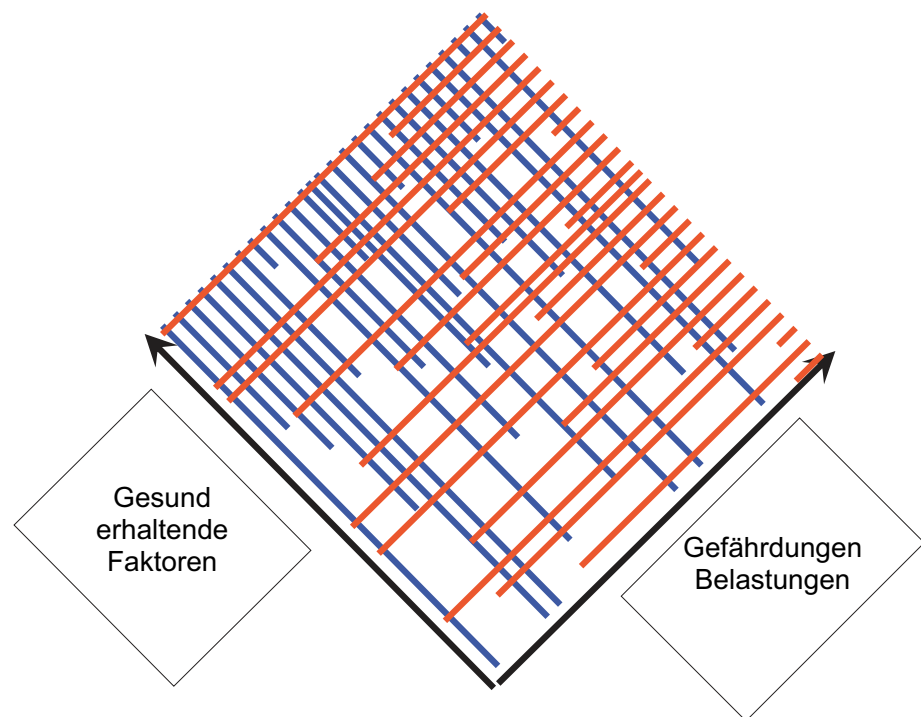 Gesund
erhaltende
Faktoren
Gefährdungen
Belastungen